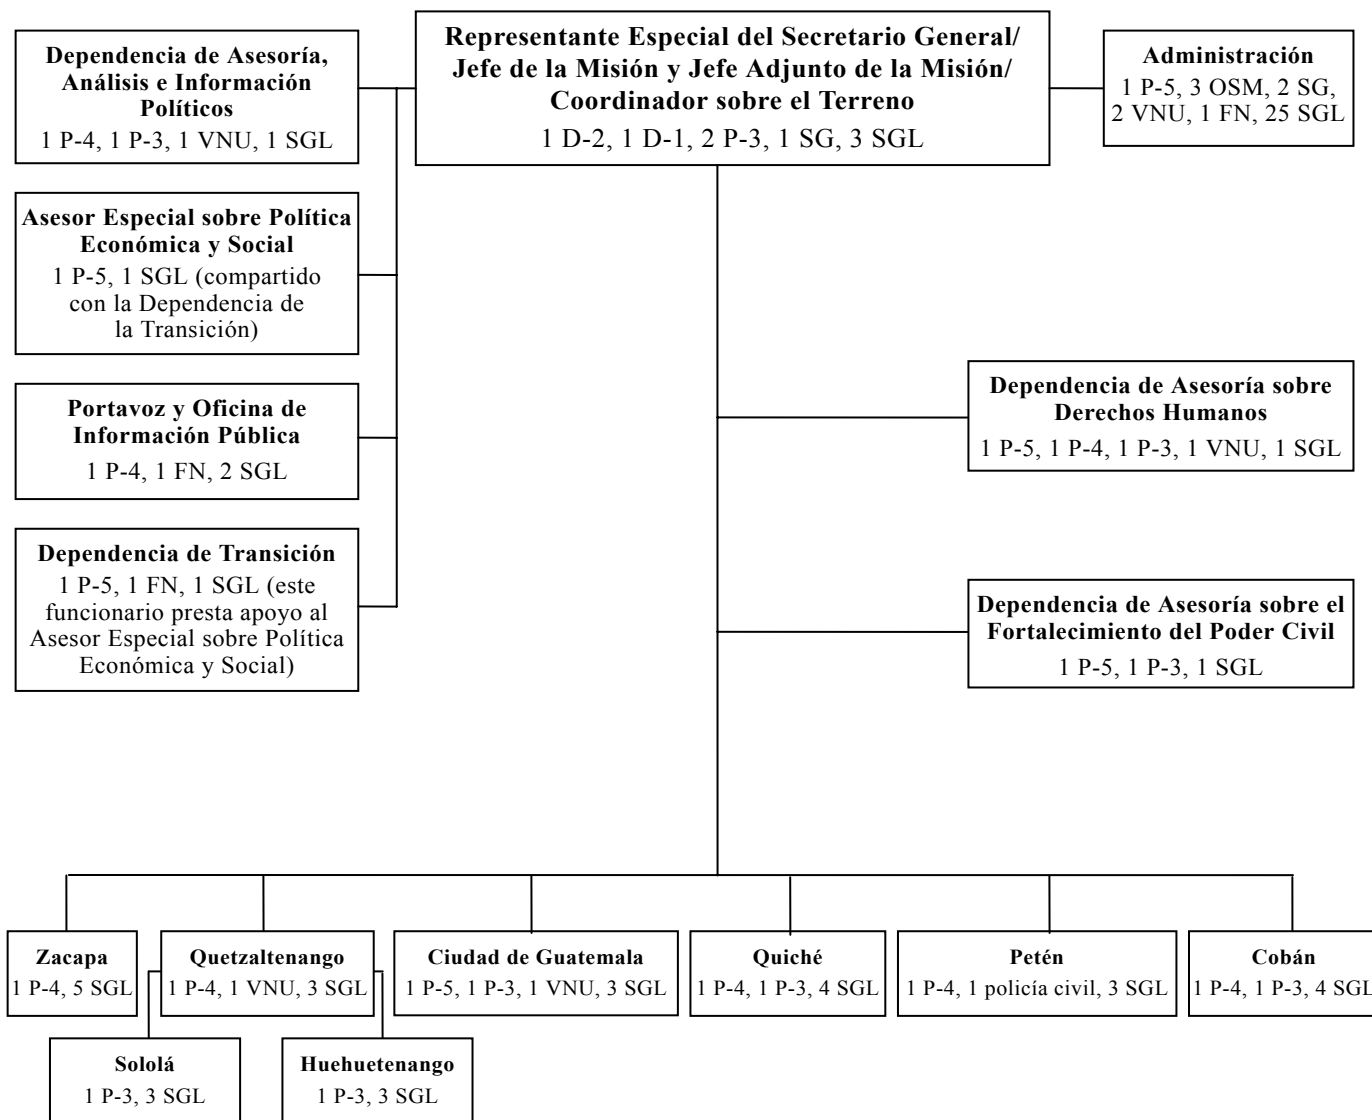 Dependencia de Asesoría,
Análisis e Información
Políticos
1 P-4, 1 P-3, 1 VNU, 1 SGL
Representante Especial del Secretario General/
Jefe de la Misión y Jefe Adjunto de la Misión/
Coordinador sobre el Terreno
1 D-2, 1 D-1, 2 P-3, 1 SG, 3 SGL
Administración
1 P-5, 3 OSM, 2 SG,
2 VNU, 1 FN, 25 SGL
Asesor Especial sobre Política
Económica y Social
1 P-5, 1 SGL (compartido
con la Dependencia de
la Transición)
Portavoz y Oficina de
Información Pública
1 P-4, 1 FN, 2 SGL
Dependencia de Transición
1 P-5, 1 FN, 1 SGL (este
funcionario presta apoyo al
Asesor Especial sobre Política
Económica y Social)
Dependencia de Asesoría sobre
Derechos Humanos
1 P-5, 1 P-4, 1 P-3, 1 VNU, 1 SGL
Dependencia de Asesoría sobre el
Fortalecimiento del Poder Civil
1 P-5, 1 P-3, 1 SGL
Zacapa
1 P-4, 5 SGL
Quetzaltenango
1 P-4, 1 VNU, 3 SGL
Ciudad de Guatemala
1 P-5, 1 P-3, 1 VNU, 3 SGL
Quiché
1 P-4, 1 P-3, 4 SGL
Petén
1 P-4, 1 policía civil, 3 SGL
Cobán
1 P-4, 1 P-3, 4 SGL
Sololá
1 P-3, 3 SGL
Huehuetenango
1 P-3, 3 SGL